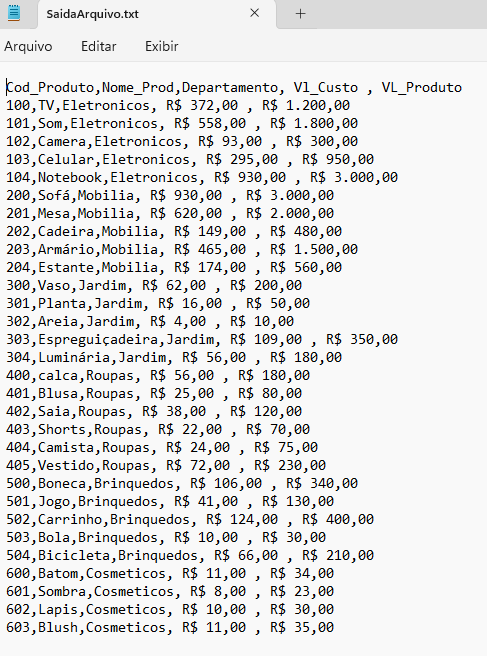 SaidaArquivo.txt
Arquivo Editar Exibir
Cod_Produto,Nome_Prod,Departamento, Vl_Custo , VL_Produto
100,TV,Eletronicos, R$ 372,00 , R$ 1.200,00
101,Som,Eletronicos, R$ 558,00 , R$ 1.800,00
102,Camera,Eletronicos, R$ 93,00 , R$ 300,00
103,Celular,Eletronicos, R$ 295,00 , R$ 950,00
104,Notebook,Eletronicos, R$ 930,00 , R$ 3.000,00
200,Sofá,Mobilia, R$ 930,00 , R$ 3.000,00
201,Mesa,Mobilia, R$ 620,00 , R$ 2.000,00
202,Cadeira,Mobilia, R$ 149,00 , R$ 480,00
203,Armário,Mobilia, R$ 465,00 , R$ 1.500,00
204,Estante,Mobilia, R$ 174,00 , R$ 560,00
300,Vaso,Jardim, R$ 62,00 , R$ 200,00
301,Planta,Jardim, R$ 16,00 , R$ 50,00
302,Areia,Jardim, R$ 4,00 , R$ 10,00
303,Espreguiçadeira,Jardim, R$ 109,00 , R$ 350,00
304,Luminária,Jardim, R$ 56,00 , R$ 180,00
400,calca,Roupas, R$ 56,00 , R$ 180,00
401,Blusa,Roupas, R$ 25,00 , R$ 80,00
402,Saia,Roupas, R$ 38,00 , R$ 120,00
403,Shorts,Roupas, R$ 22,00 , R$ 70,00
404,Camista,Roupas, R$ 24,00 , R$ 75,00
405,Vestido,Roupas, R$ 72,00 , R$ 230,00
500,Boneca,Brinquedos, R$ 106,00 , R$ 340,00
501,Jogo,Brinquedos, R$ 41,00 , R$ 130,00
502,Carrinho,Brinquedos, R$ 124,00 , R$ 400,00
503,Bola,Brinquedos, R$ 10,00 , R$ 30,00
504,Bicicleta,Brinquedos, R$ 66,00 , R$ 210,00
600,Batom,Cosmeticos, R$ 11,00 , R$ 34,00
601,Sombra,Cosmeticos, R$ 8,00 , R$ 23,00
602,Lapis,Cosmeticos, R$ 10,00 , R$ 30,00
603,Blush,Cosmeticos, R$ 11,00 , R$ 35,00